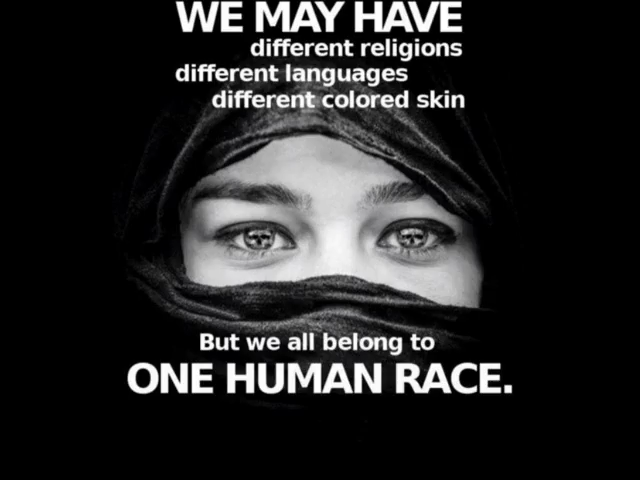 WE MAY HAVE
different religions
different languages
different colored skin
But we all belong to
ONE HUMAN RACE.